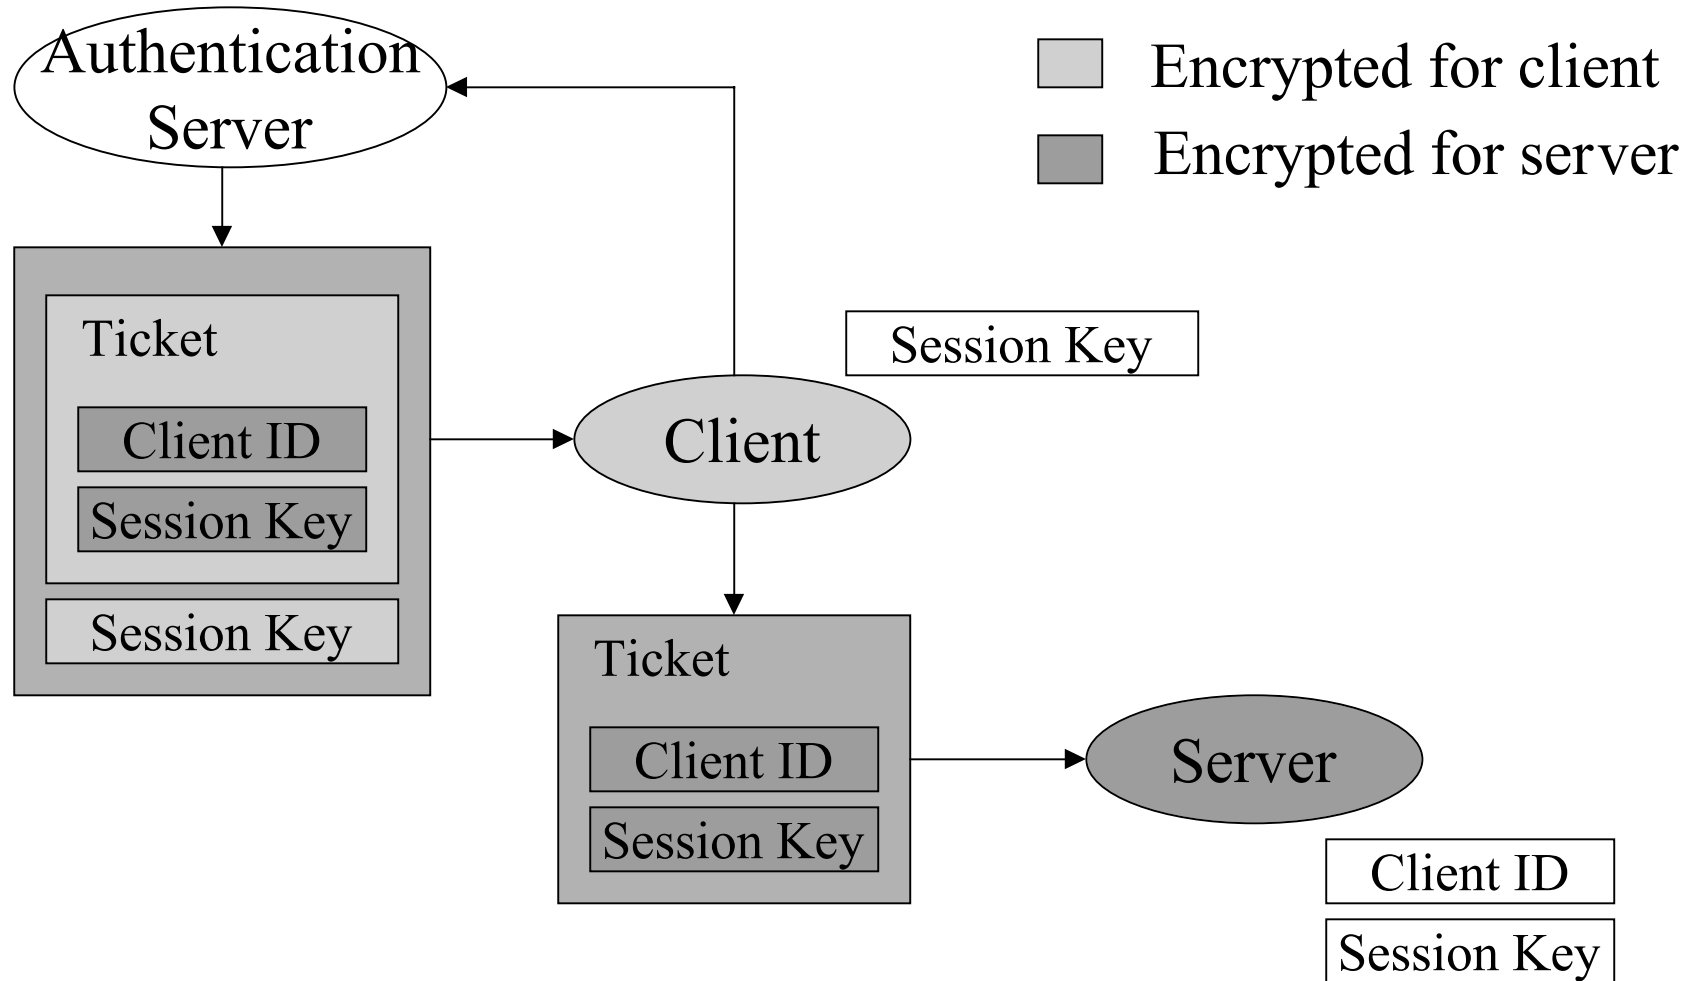 Authentication
Server
Encrypted for client
Encrypted for server
Ticket
Client ID
Session Key
Session Key
Session Key
Client
Ticket
Client ID
Session Key
Server
Client ID
Session Key